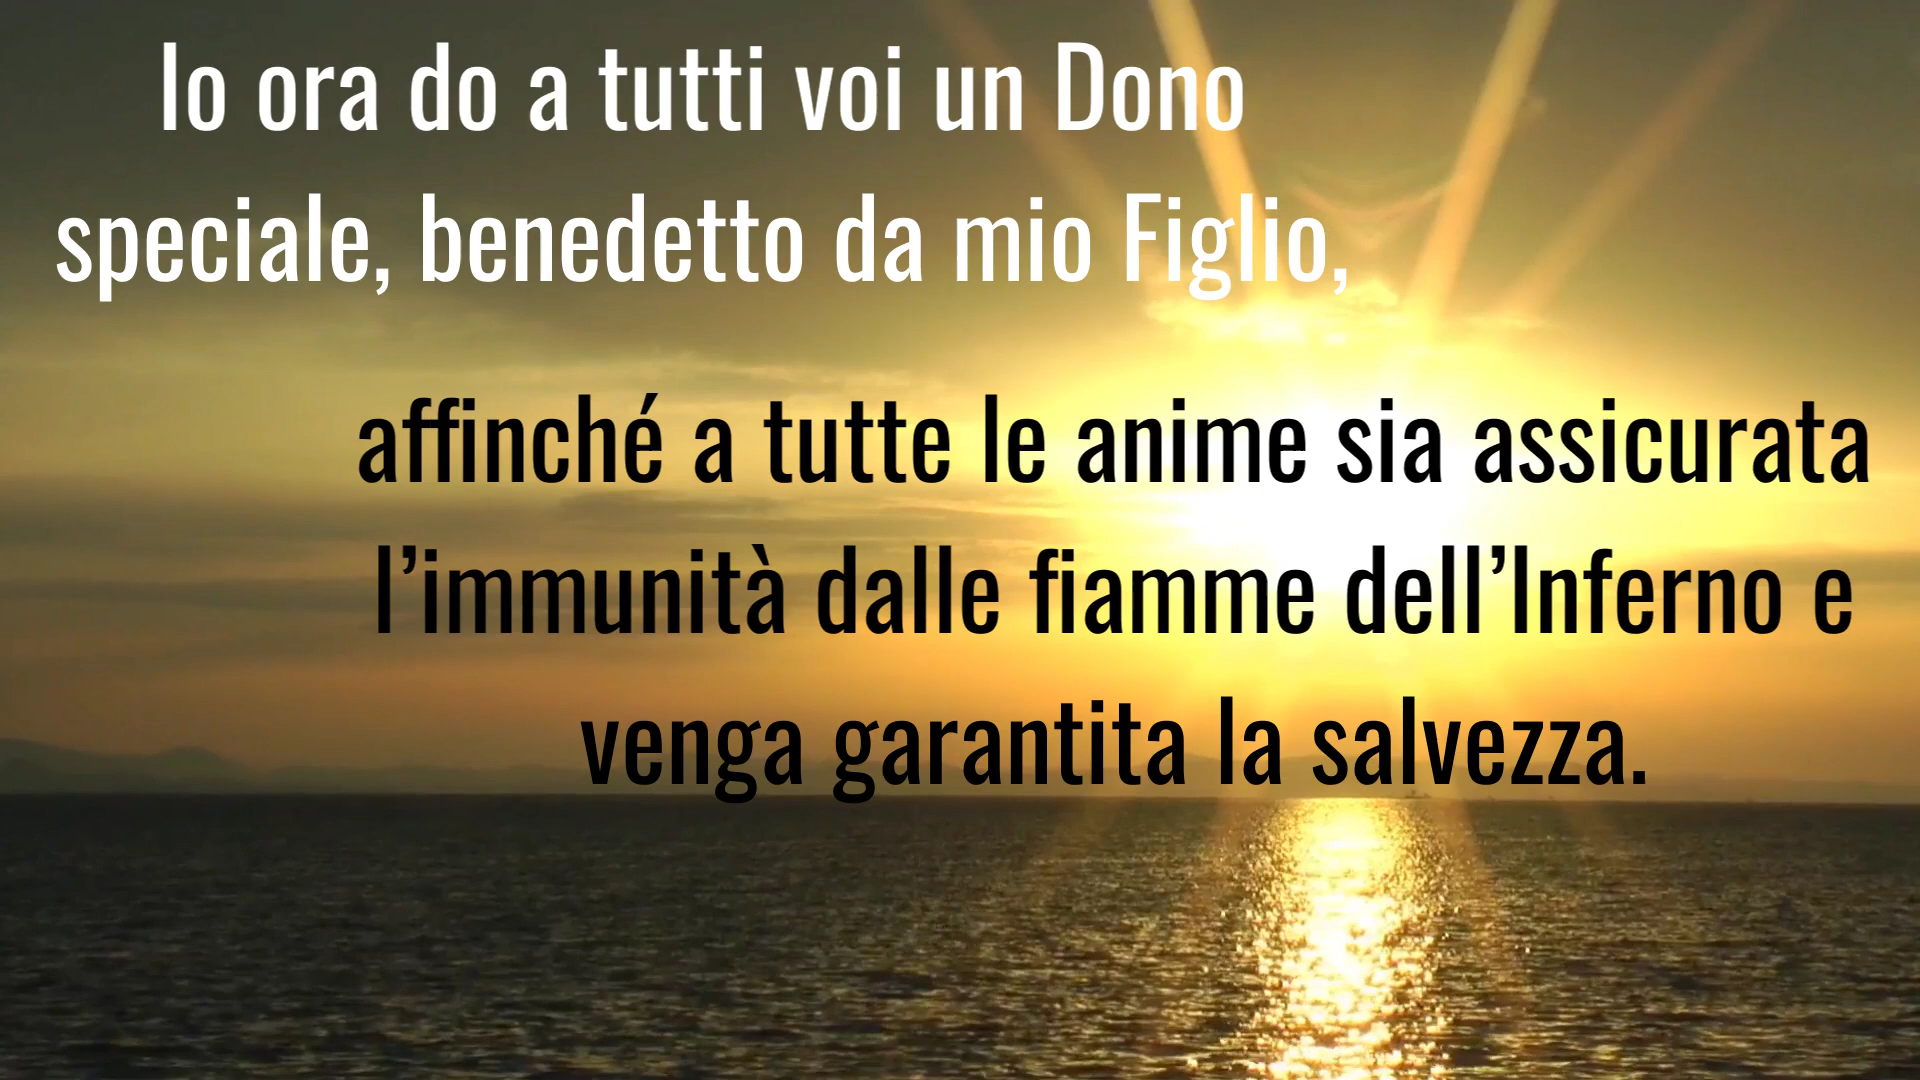 Io ora do a tutti voi un Dono
speciale, benedetto da mio Figlio,
affinché a tutte le anime sia assicurata
l’immunità dalle fiamme dell’Inferno e
venga garantita la salvezza.